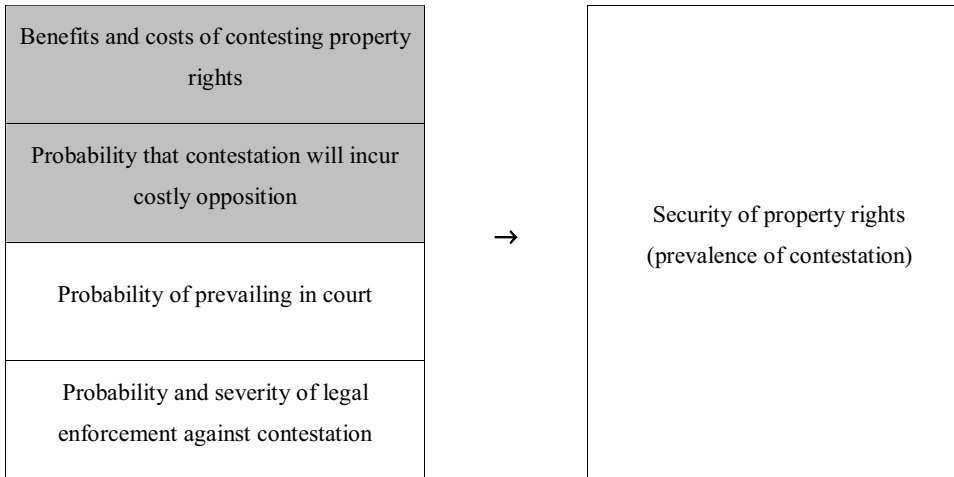 Benefits and costs of contesting property
rights
Probability that contestation will incur
costly opposition
Probability of prevailing in court
Probability and severity of legal
enforcement against contestation
→
Security of property rights
(prevalence of contestation)